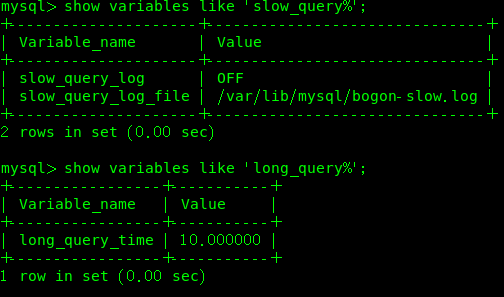 mysql> show variables like 'slow_query%';
+---------------------+-------------------------------+
| Variable_name       | Value                         |
+---------------------+-------------------------------+
| slow_query_log      | OFF                           |
| slow_query_log_file | /var/lib/mysql/bogon-slow.log |
+---------------------+-------------------------------+
2 rows in set (0.00 sec)
mysql> show variables like 'long_query%';
+-----------------+-----------+
| Variable_name   | Value     |
+-----------------+-----------+
| long_query_time | 10.000000 |
+-----------------+-----------+
1 row in set (0.00 sec)